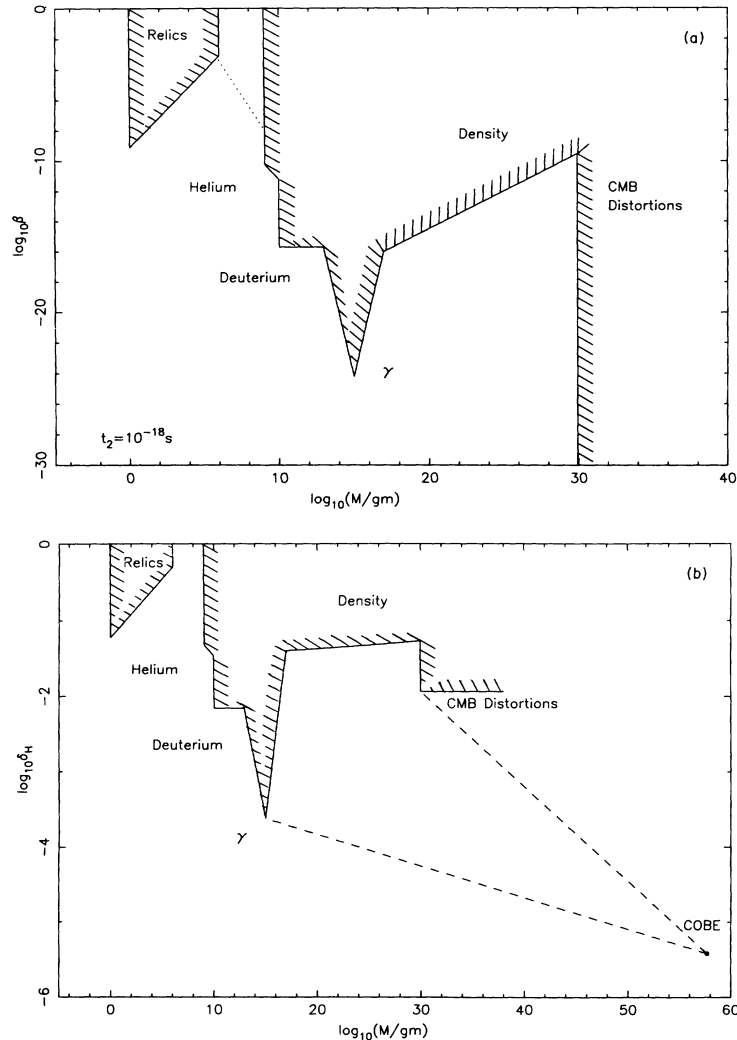 0
Relics
(a)
-10
Density
Helium
CMB
Distortions
log₁₀β
Deuterium
-20
γ
t₂=10⁻¹⁸s
-30
0 10 20 30 40
log₁₀(M/gm)
0
Relics
(b)
Density
Helium
-2
CMB Distortions
Deuterium
log₁₀δH
γ
-4
COBE
-6
0 10 20 30 40 50 60
log₁₀(M/gm)